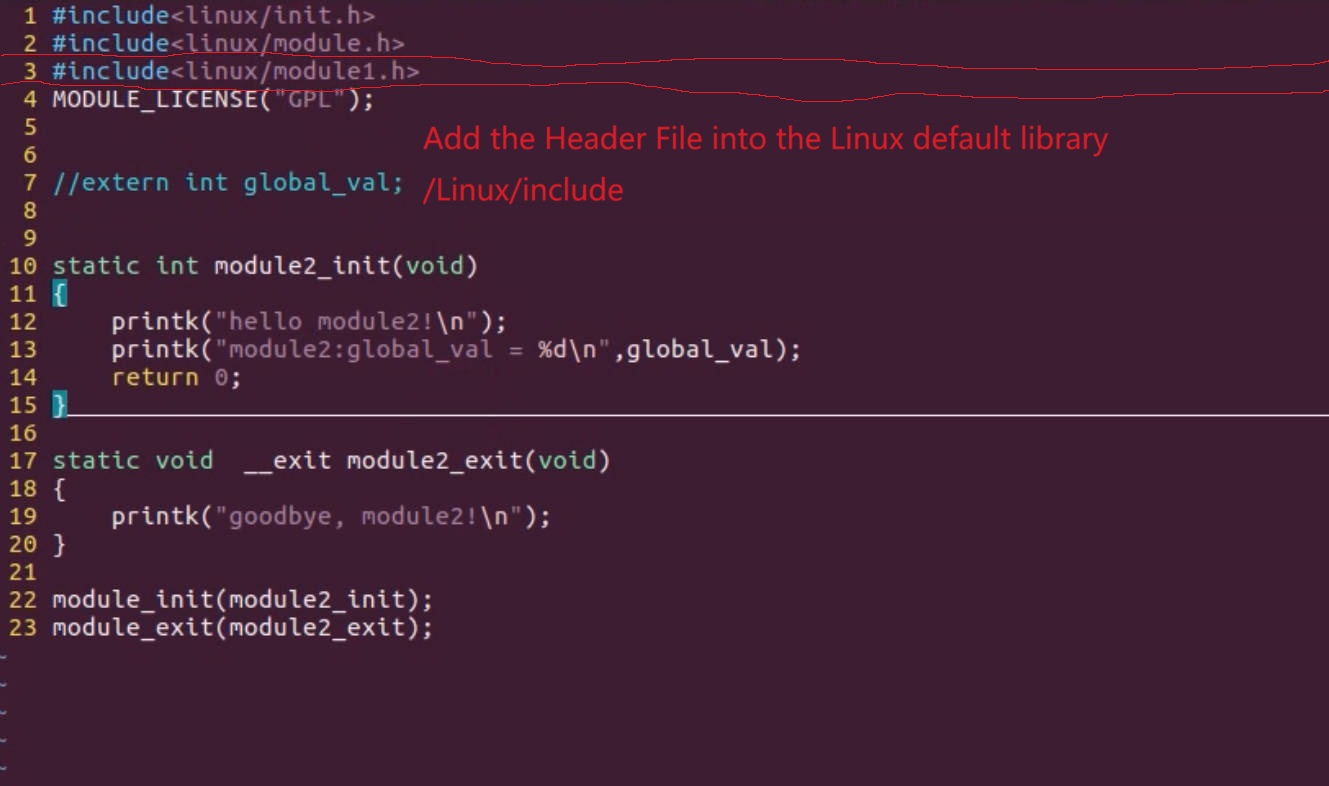 1 #include<linux/init.h>
2 #include<linux/module.h>
3 #include<linux/module1.h>
4 MODULE_LICENSE("GPL");
5
Add the Header File into the Linux default library
6
7 //extern int global_val;
/Linux/include
8
9
10 static int module2_init(void)
11 {
12     printk("hello module2!\n");
13     printk("module2:global_val = %d\n",global_val);
14     return 0;
15 }
16
17 static void  __exit module2_exit(void)
18 {
19     printk("goodbye, module2!\n");
20 }
21
22 module_init(module2_init);
23 module_exit(module2_exit);
~
~
~
~
~